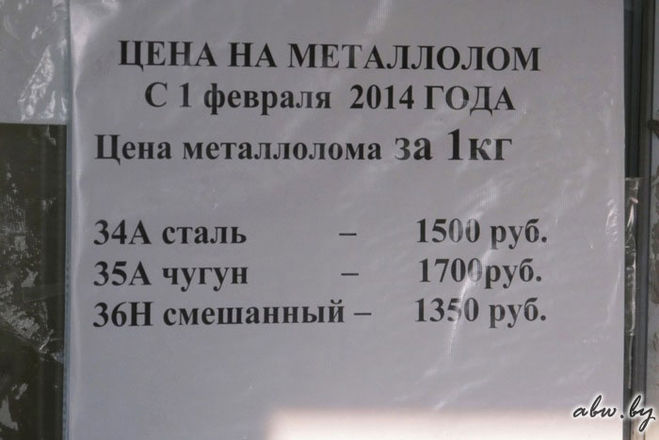 ЦЕНА НА МЕТАЛЛОЛОМ
С 1 февраля 2014 ГОДА
Цена металлолома за 1кг
34А сталь – 1500 руб.
35А чугун – 1700руб.
36Н смешанный – 1350 руб.
abw.by